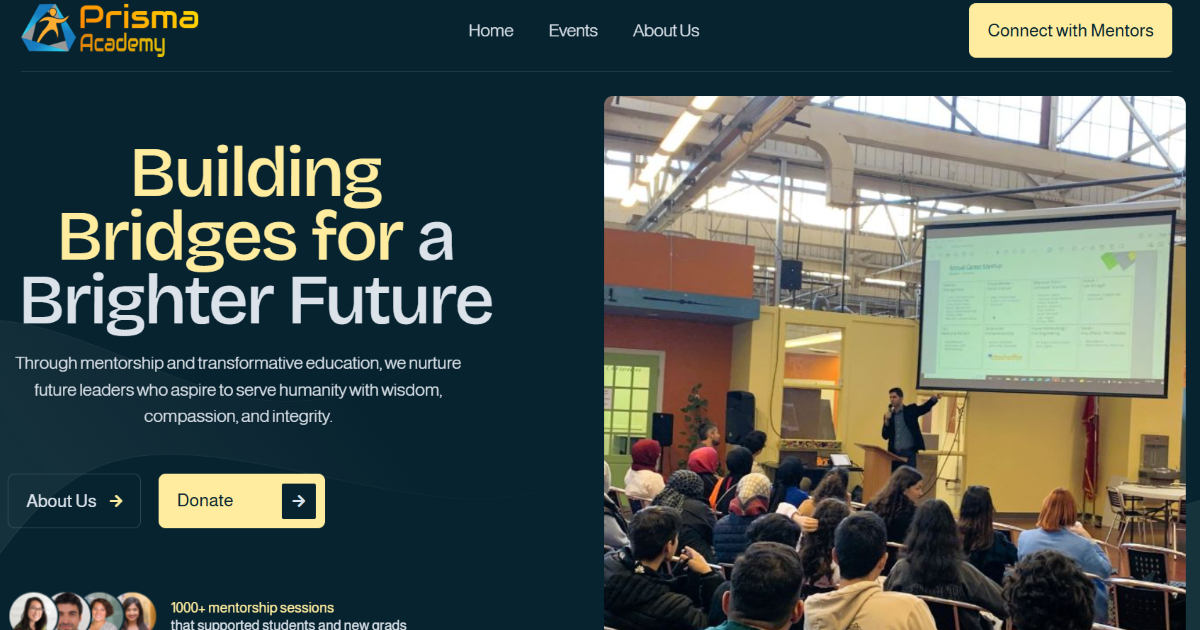 Prisma
Academy
Home
Events
About Us
Connect with Mentors
Building
Bridges for a
Brighter Future
Through mentorship and transformative education, we nurture
future leaders who aspire to serve humanity with wisdom,
compassion, and integrity.
About Us
Donate
1000+ mentorship sessions
that supported students and new grads